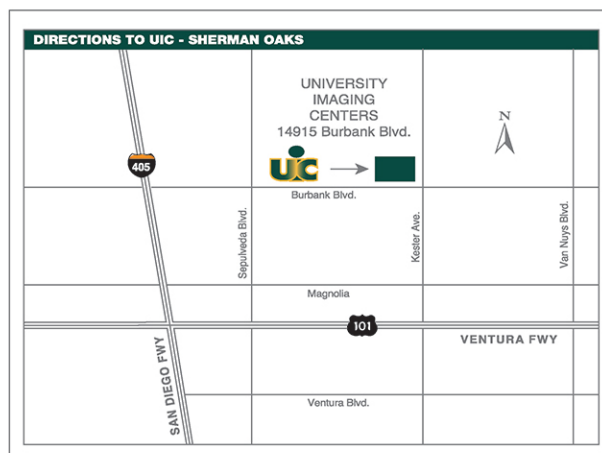 DIRECTIONS TO UIC - SHERMAN OAKS
UNIVERSITY
IMAGING
CENTERS
14915 Burbank Blvd.
N
405
UIC
Burbank Blvd.
Sepulveda Blvd.
Kester Ave.
Van Nuys Blvd.
Magnolia
101
VENTURA FWY
SAN DIEGO FWY
Ventura Blvd.